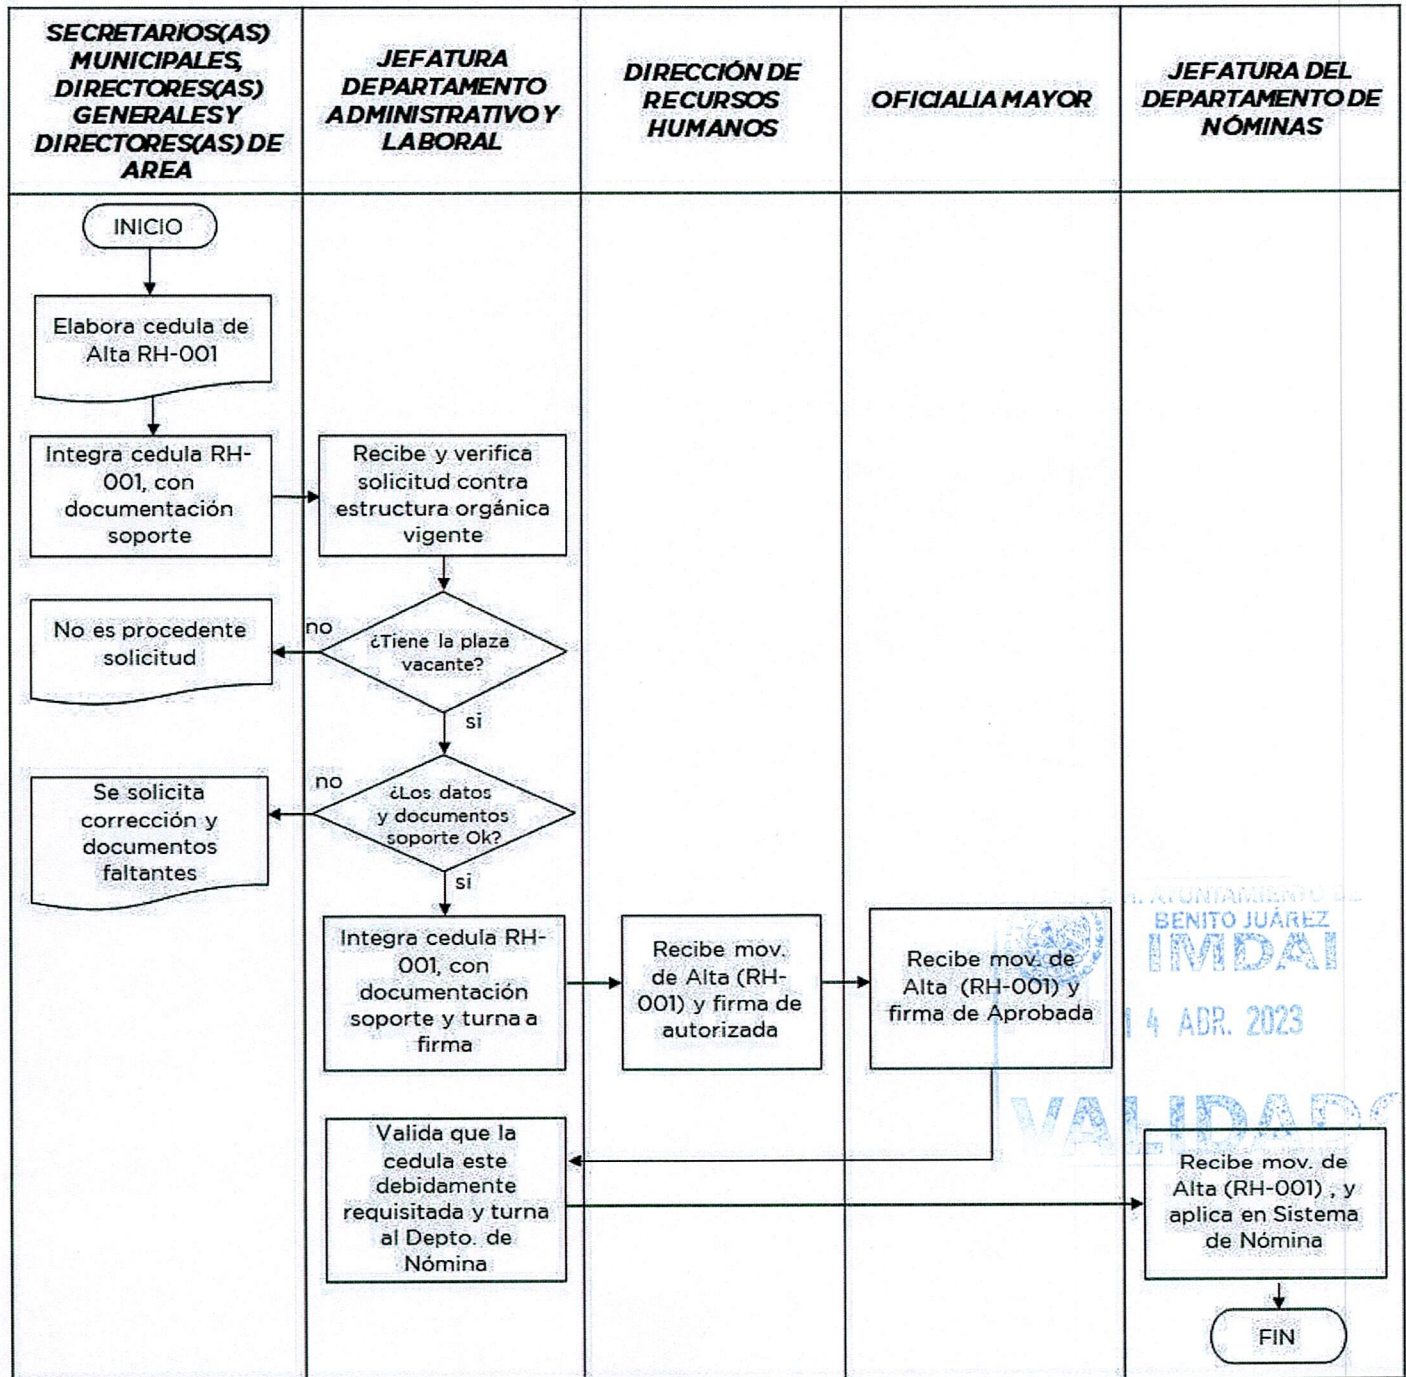 SECRETARIOS(AS)
MUNICIPALES,
DIRECTORES(AS)
GENERALES Y
DIRECTORES(AS) DE
AREA
JEFATURA
DEPARTAMENTO
ADMINISTRATIVO Y
LABORAL
DIRECCIÓN DE
RECURSOS
HUMANOS
OFICIALIA MAYOR
JEFATURA DEL
DEPARTAMENTO DE
NÓMINAS
INICIO
Elabora cedula de
Alta RH-001
Integra cedula RH-
001, con
documentación
soporte
Recibe y verifica
solicitud contra
estructura orgánica
vigente
No es procedente
solicitud
no
¿Tiene la plaza
vacante?
si
Se solicita
corrección y
documentos
faltantes
no
¿Los datos
y documentos
soporte Ok?
si
Integra cedula RH-
001, con
documentación
soporte y turna a
firma
Recibe mov.
de Alta (RH-
001) y firma de
autorizada
Recibe mov. de
Alta (RH-001) y
firma de Aprobada
H. AYUNTAMIENTO DE
BENITO JUÁREZ
IMDAI
14 ABR. 2023
VALIDADO
Valida que la
cedula este
debidamente
requisitada y turna
al Depto. de
Nómina
Recibe mov. de
Alta (RH-001) , y
aplica en Sistema
de Nómina
FIN